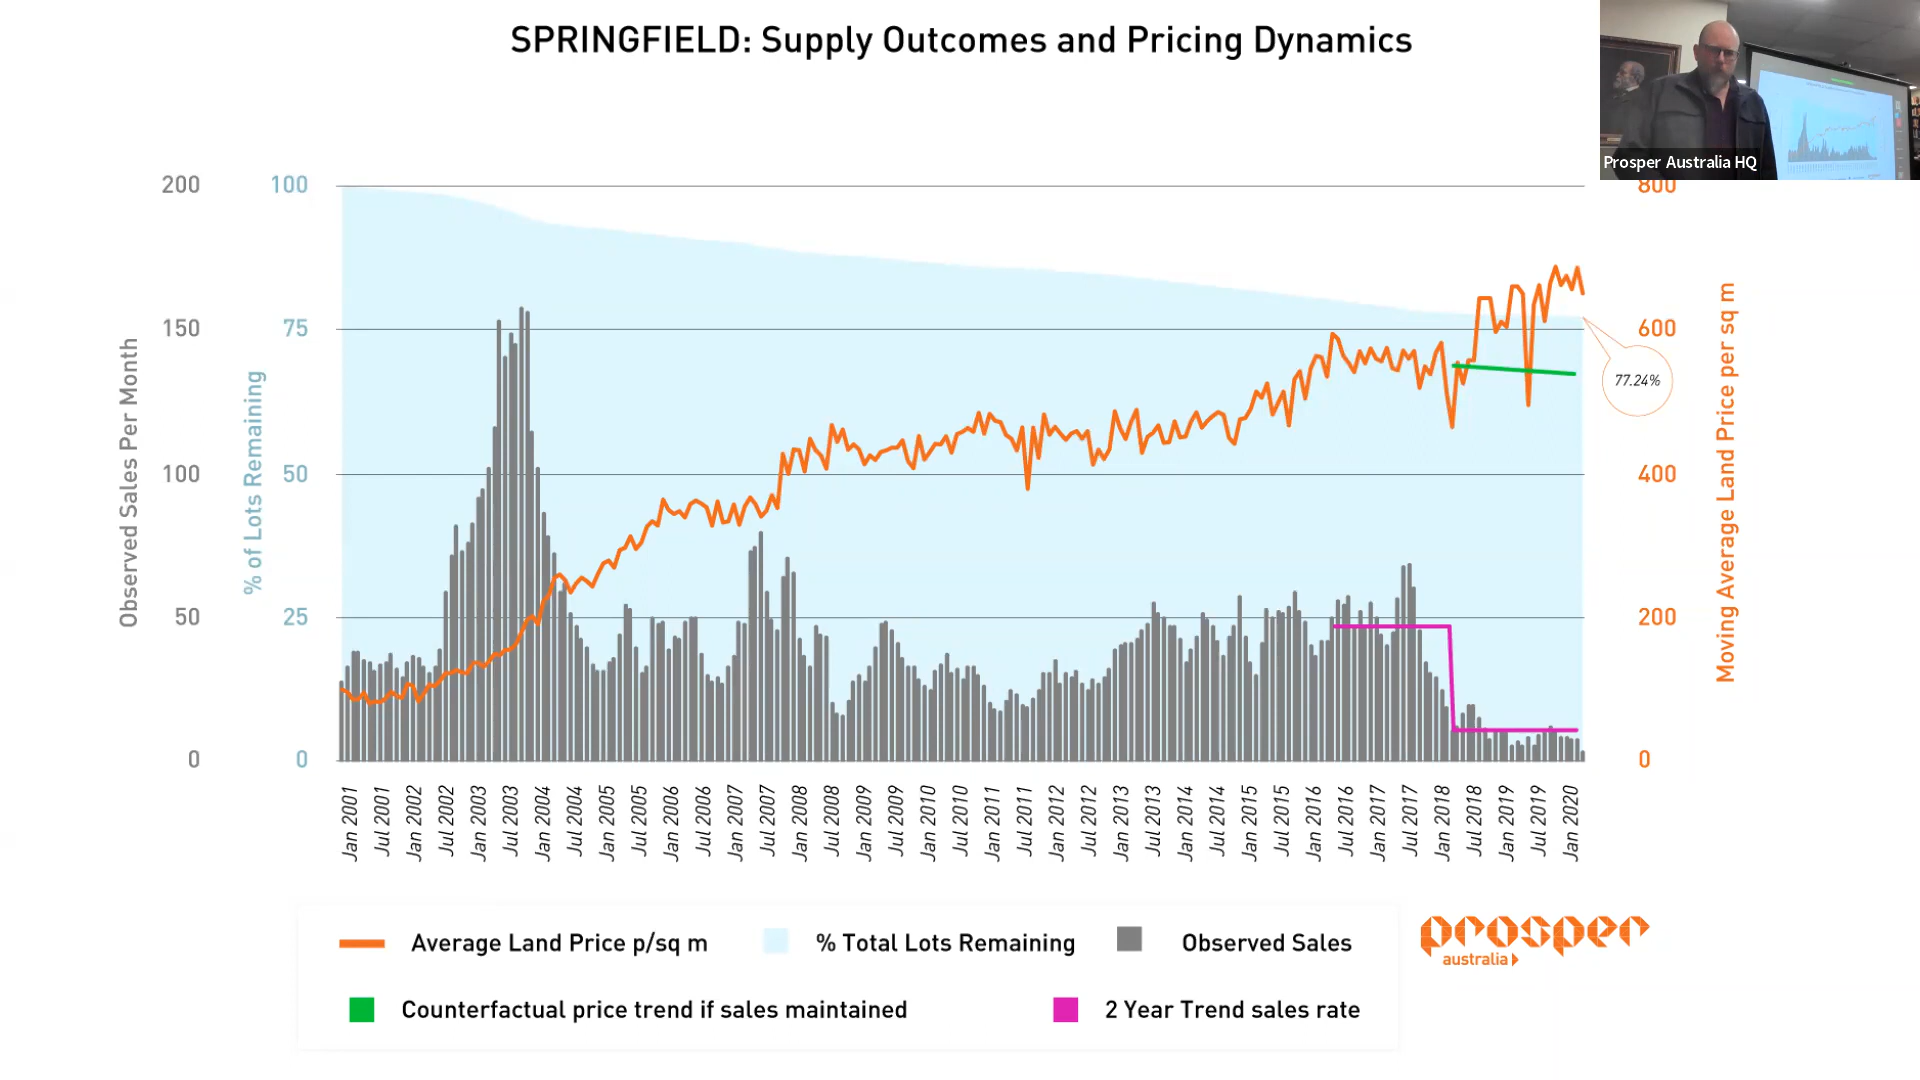 SPRINGFIELD: Supply Outcomes and Pricing Dynamics
Prosper Australia HQ
200
150
100
50
0
Observed Sales Per Month
100
75
50
25
0
% of Lots Remaining
800
600
400
200
0
Moving Average Land Price per sq m
77.24%
Jan 2001
Jul 2001
Jan 2002
Jul 2002
Jan 2003
Jul 2003
Jan 2004
Jul 2004
Jan 2005
Jul 2005
Jan 2006
Jul 2006
Jan 2007
Jul 2007
Jan 2008
Jul 2008
Jan 2009
Jul 2009
Jan 2010
Jul 2010
Jan 2011
Jul 2011
Jan 2012
Jul 2012
Jan 2013
Jul 2013
Jan 2014
Jul 2014
Jan 2015
Jul 2015
Jan 2016
Jul 2016
Jan 2017
Jul 2017
Jan 2018
Jul 2018
Jan 2019
Jul 2019
Jan 2020
Average Land Price p/sq m
% Total Lots Remaining
Observed Sales
Counterfactual price trend if sales maintained
2 Year Trend sales rate
prosper
australia